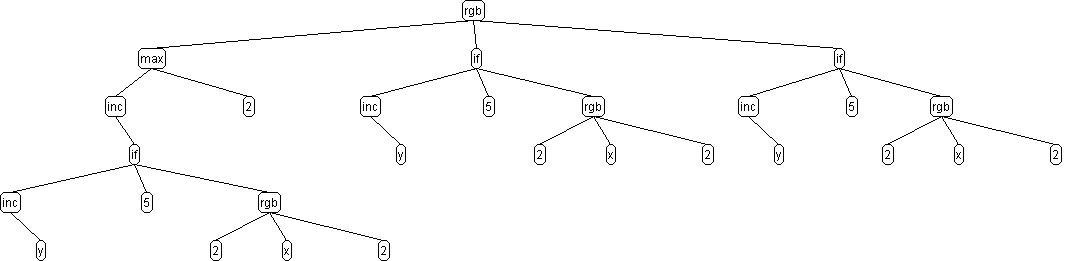 rgb
max if if
inc 2 inc 5 rgb inc 5 rgb
if y 2 x 2 y 2 x 2
inc 5 rgb
y 2 x 2